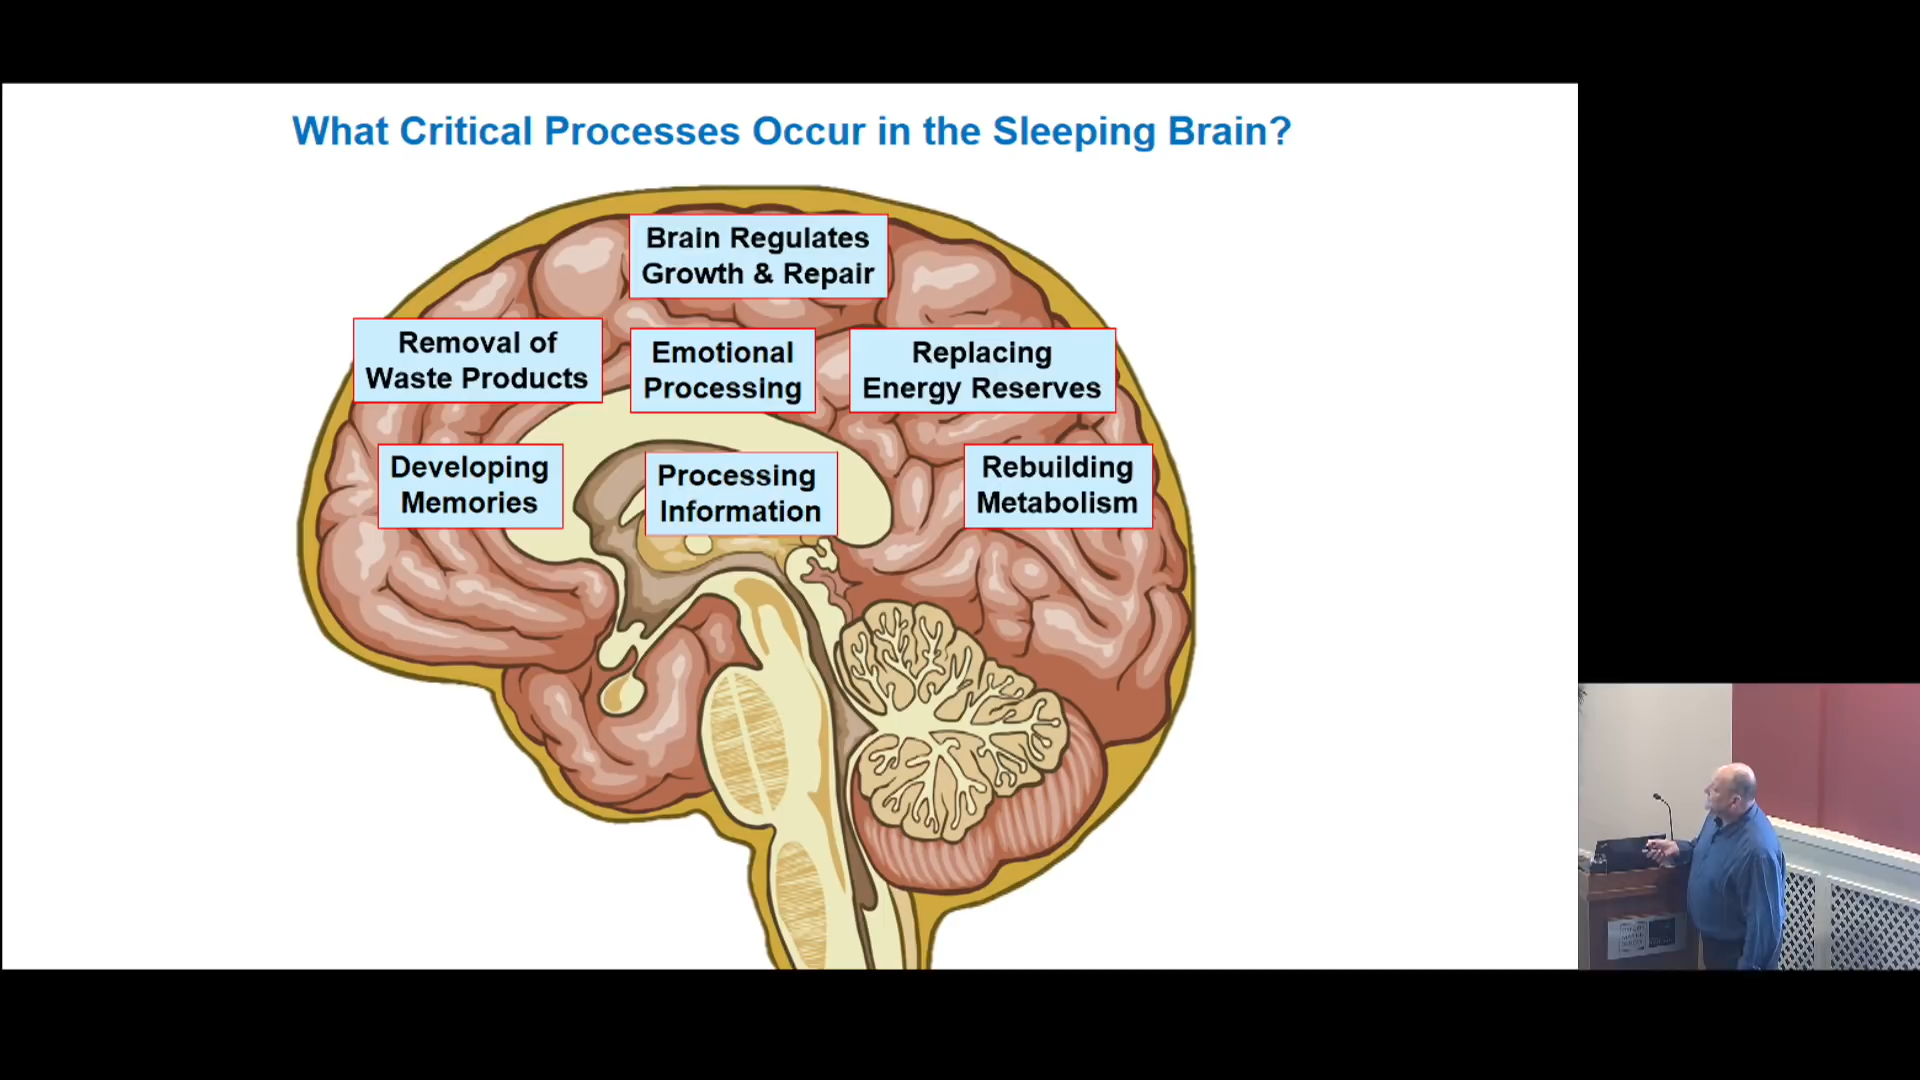 What Critical Processes Occur in the Sleeping Brain?
Brain Regulates
Growth & Repair
Removal of
Waste Products
Emotional
Processing
Replacing
Energy Reserves
Developing
Memories
Processing
Information
Rebuilding
Metabolism